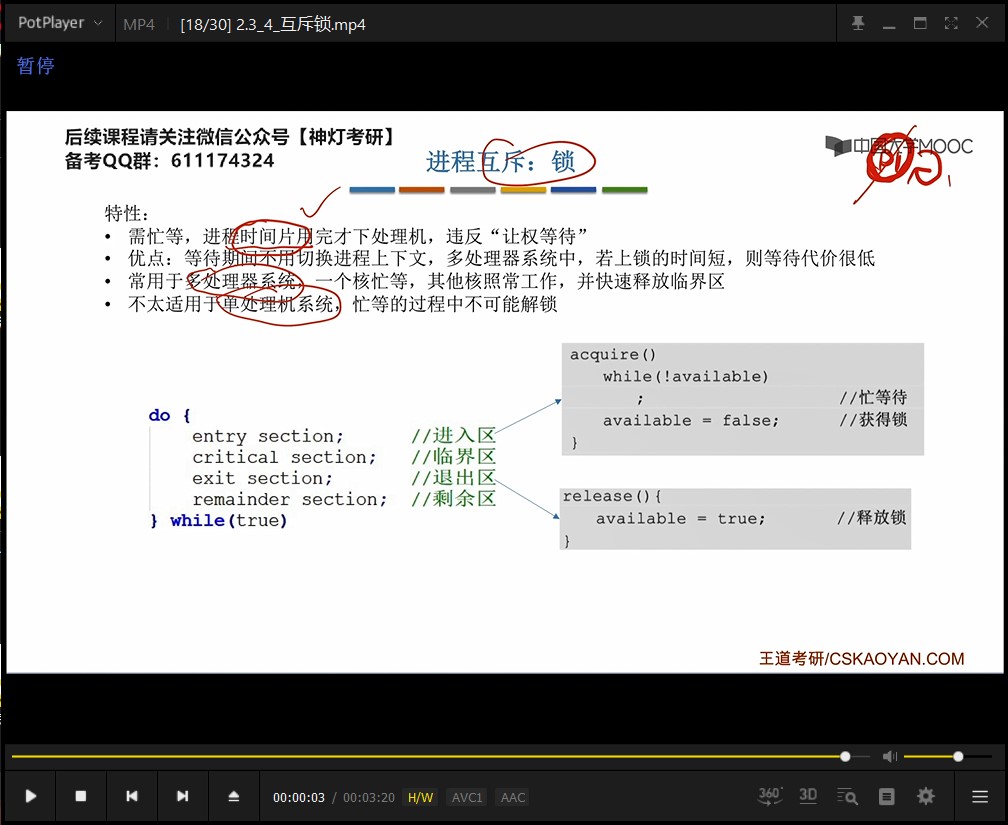 PotPlayer MP4 [18/30] 2.3_4_互斥锁.mp4
暂停
后续课程请关注微信公众号【神灯考研】
备考QQ群：611174324
进程互斥：锁
中国大学MOOC
特性：
• 需忙等，进程时间片用完才下处理机，违反“让权等待”
• 优点：等待期间不用切换进程上下文，多处理器系统中，若上锁的时间短，则等待代价很低
• 常用于多处理器系统，一个核忙等，其他核照常工作，并快速释放临界区
• 不太适用于单处理机系统，忙等的过程中不可能解锁
do {
entry section; //进入区
critical section; //临界区
exit section; //退出区
remainder section; //剩余区
} while(true)
acquire()
while(!available)
; //忙等待
available = false; //获得锁
}
release(){
available = true; //释放锁
}
王道考研/CSKAOYAN.COM
00:00:03 / 00:03:20 H/W AVC1 AAC 360° 3D